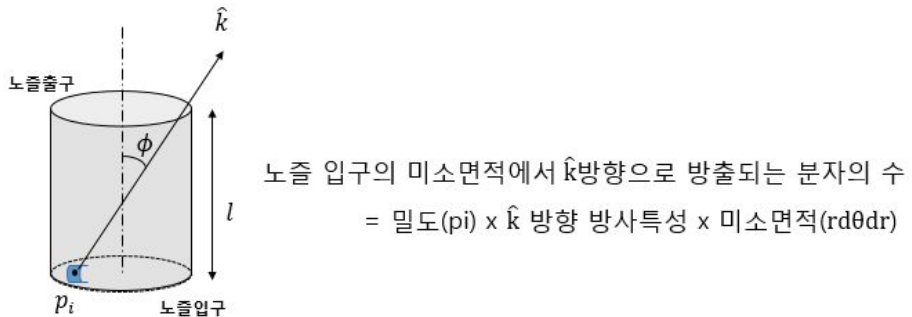 k̂
노즐출구
ϕ
l
노즐 입구의 미소면적에서 k̂방향으로 방출되는 분자의 수
= 밀도(pi) x k̂ 방향 방사특성 x 미소면적(rdθdr)
p_i
노즐입구